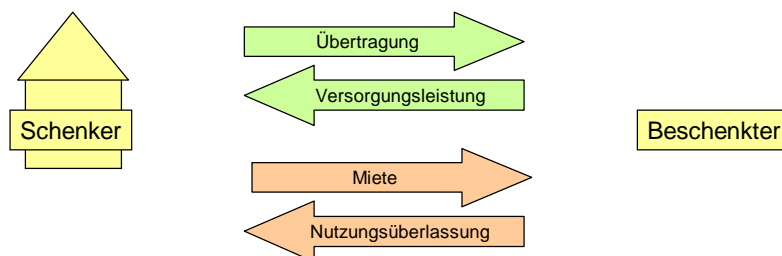 Übertragung
Versorgungsleistung
Schenker
Beschenkter
Miete
Nutzungsüberlassung